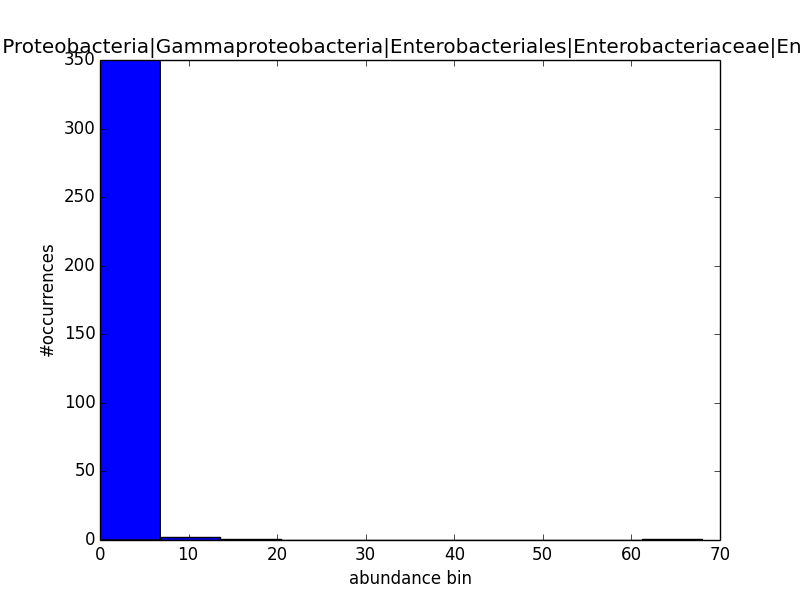 Proteobacteria|Gammaproteobacteria|Enterobacteriales|Enterobacteriaceae|En
350
300
250
200
150
100
50
0
0 10 20 30 40 50 60 70
#occurrences
abundance bin